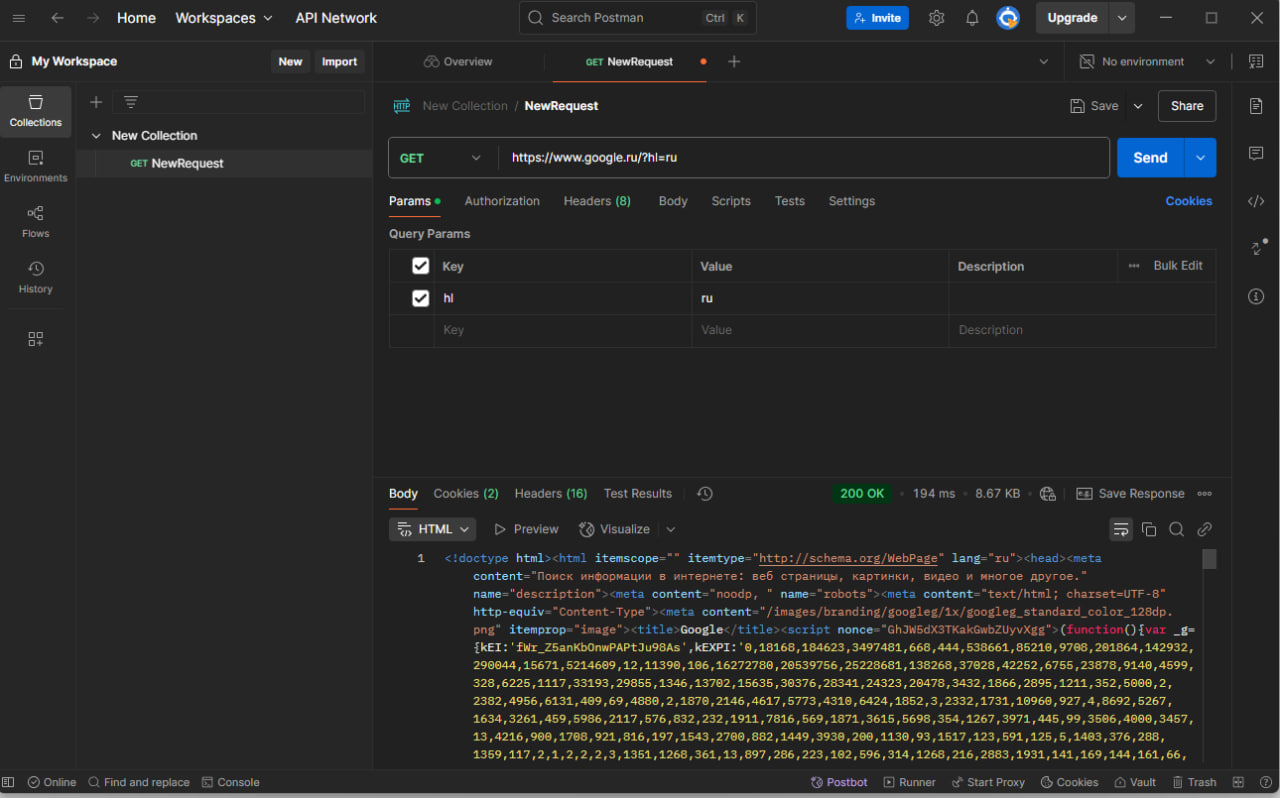 Home Workspaces API Network Search Postman Ctrl K Invite Upgrade
My Workspace New Import Overview GET NewRequest No environment
Collections
New Collection / NewRequest Save Share
New Collection
GET NewRequest
GET https://www.google.ru/?hl=ru Send
Environments
Params Authorization Headers (8) Body Scripts Tests Settings Cookies
Flows
Query Params
Key Value Description Bulk Edit
History
hl ru
Key Value Description
Body Cookies (2) Headers (16) Test Results 200 OK 194 ms 8.67 KB Save Response
HTML Preview Visualize
1 <!doctype html><html itemscope="" itemtype="http://schema.org/WebPage" lang="ru"><head><meta
content="Поиск информации в интернете: веб страницы, картинки, видео и многое другое."
name="description"><meta content="noodp, " name="robots"><meta content="text/html; charset=UTF-8"
http-equiv="Content-Type"><meta content="/images/branding/googleg/1x/googleg_standard_color_128dp.
png" itemprop="image"><title>Google</title><script nonce="GhJW5dX3TKakGwbZUyvXgg">(function(){var _g=
{kEI:'fWr_Z5anKbOnwPAPtJu98As',kEXPI:'0,18168,184623,3497481,668,444,538661,85210,9708,201864,142932,
290044,15671,5214609,12,11390,106,16272780,20539756,25228681,138268,37028,42252,6755,23878,9140,4599,
328,6225,1117,33193,29855,1346,13702,15635,30376,28341,24323,20478,3432,1866,2895,1211,352,5000,2,
2382,4956,6131,409,69,4880,2,1870,2146,4617,5773,4310,6424,1852,3,2332,1731,10960,927,4,8692,5267,
1634,3261,459,5986,2117,576,832,232,1911,7816,569,1871,3615,5698,354,1267,3971,445,99,3506,4000,3457,
13,4216,900,1708,921,816,197,1543,2700,882,1449,3930,200,1130,93,1517,123,591,125,5,1403,376,288,
1359,117,2,1,2,2,2,3,1351,1268,361,13,897,286,223,102,596,314,1268,216,2883,1931,141,169,144,161,66,
Online Find and replace Console Postbot Runner Start Proxy Cookies Vault Trash